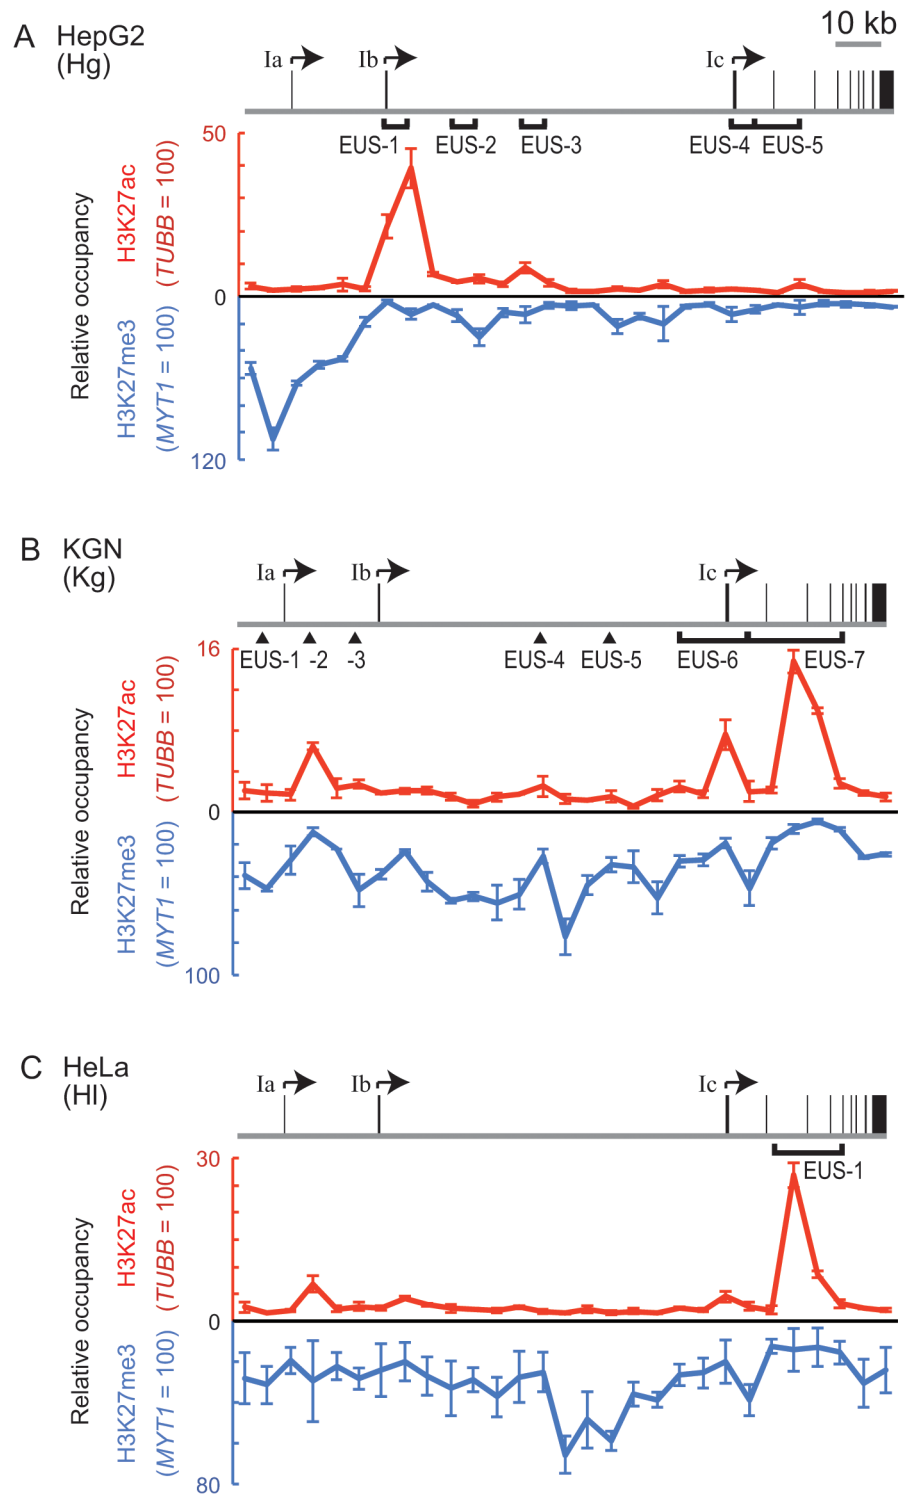 A HepG2
(Hg)
10 kb
Ia Ib Ic
EUS-1 EUS-2 EUS-3 EUS-4 EUS-5
50
0
120
Relative occupancy
H3K27ac
(TUBB = 100)
H3K27me3
(MYT1 = 100)
B KGN
(Kg)
Ia Ib Ic
EUS-1 -2 -3 EUS-4 EUS-5 EUS-6 EUS-7
16
0
100
Relative occupancy
H3K27ac
(TUBB = 100)
H3K27me3
(MYT1 = 100)
C HeLa
(Hl)
Ia Ib Ic
EUS-1
30
0
80
Relative occupancy
H3K27ac
(TUBB = 100)
H3K27me3
(MYT1 = 100)